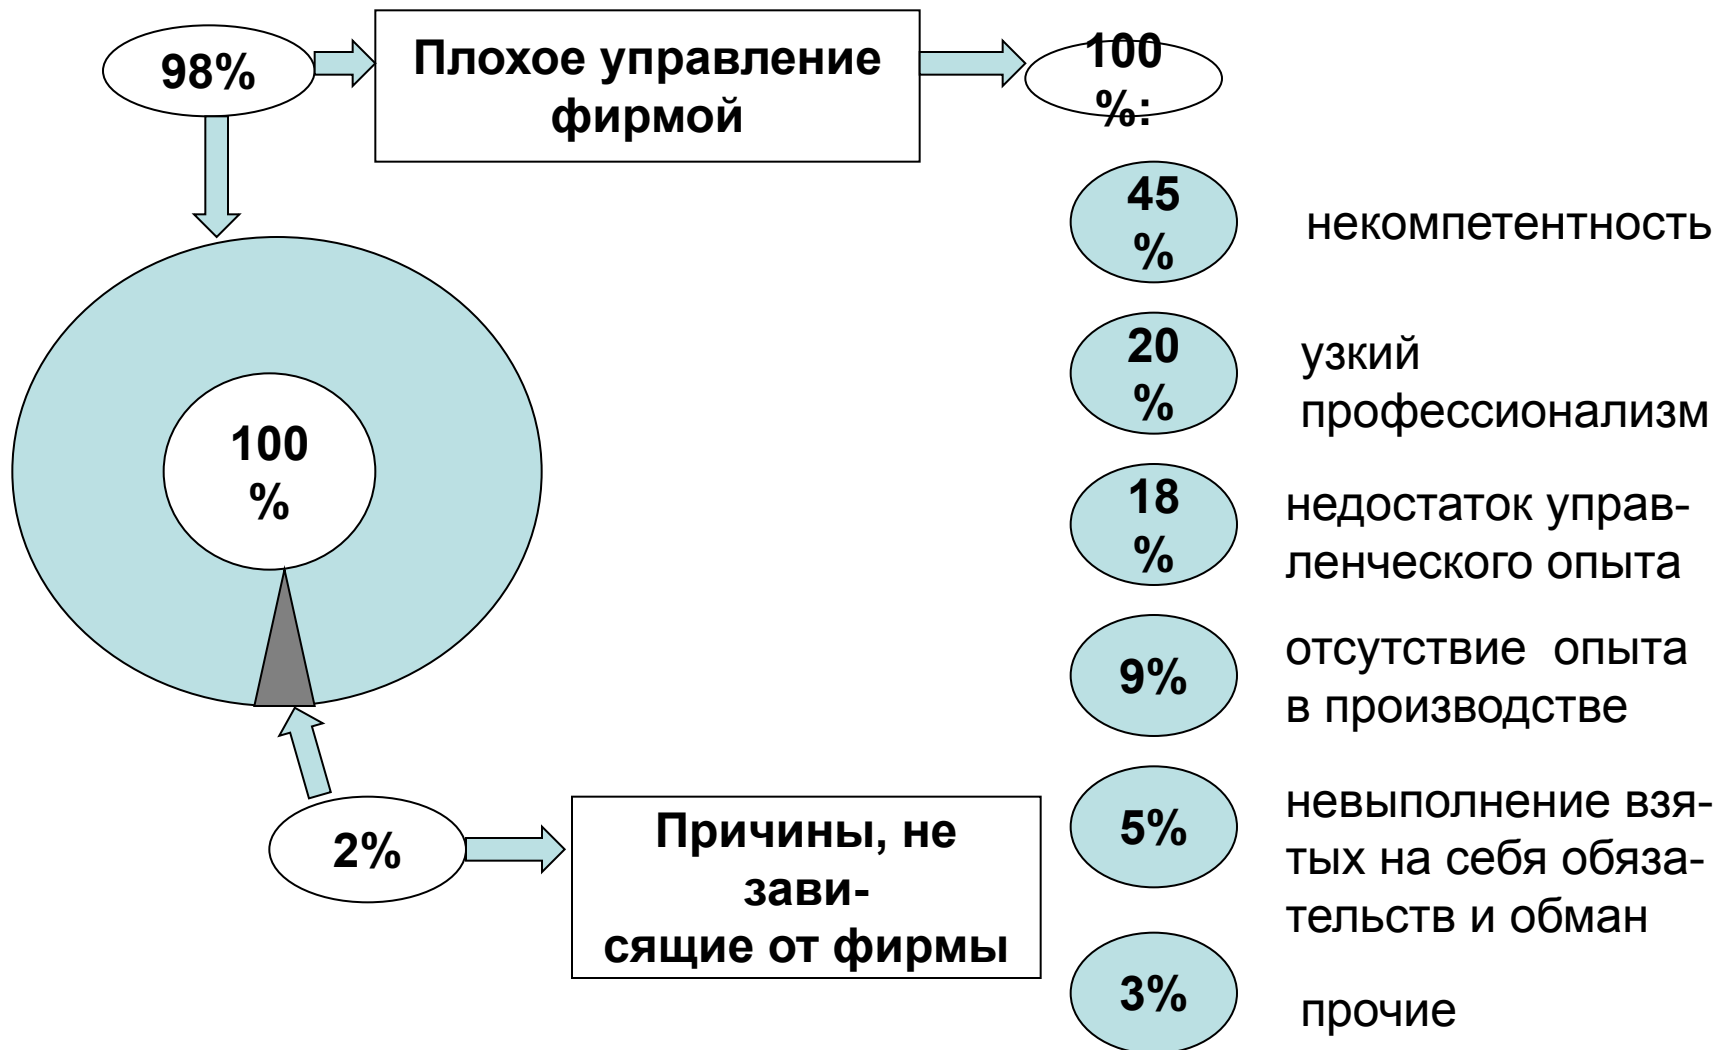 98%
Плохое управление
фирмой
100
%:
45
%
некомпетентность
20
%
узкий
профессионализм
100
%
18
%
недостаток управ-
ленческого опыта
9%
отсутствие опыта
в производстве
2%
Причины, не
зави-
сящие от фирмы
5%
невыполнение взя-
тых на себя обяза-
тельств и обман
3%
прочие